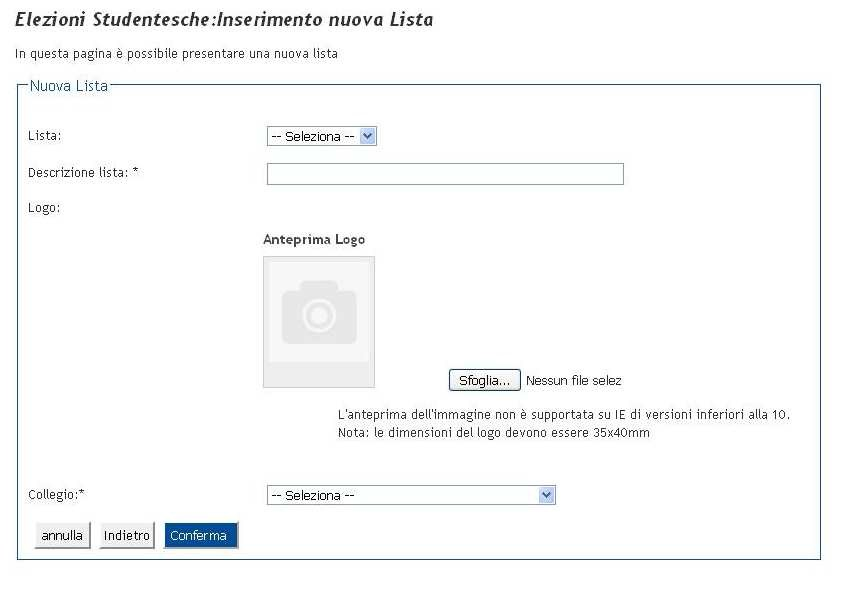 Elezioni Studentesche:Inserimento nuova Lista
In questa pagina è possibile presentare una nuova lista
Nuova Lista
Lista:
-- Seleziona --
Descrizione lista: *
Logo:
Anteprima Logo
Sfoglia... Nessun file selez
L'anteprima dell'immagine non è supportata su IE di versioni inferiori alla 10.
Nota: le dimensioni del logo devono essere 35x40mm
Collegio:*
-- Seleziona --
annulla Indietro Conferma